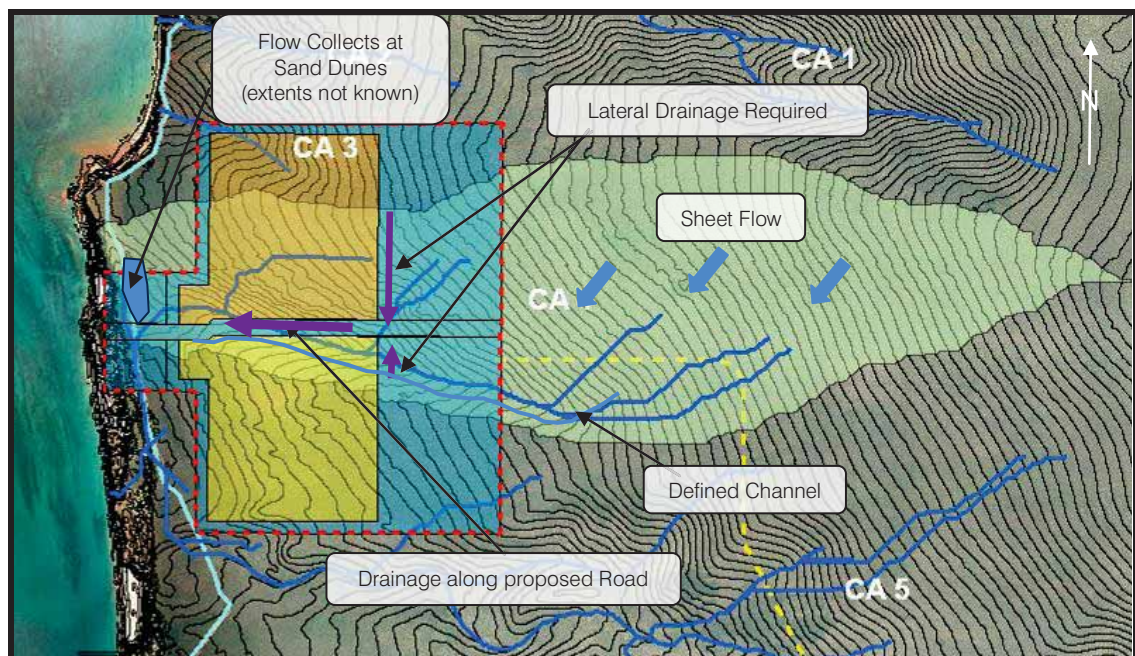 Flow Collects at
Sand Dunes
(extents not known)
CA 1
N
Lateral Drainage Required
CA 3
Sheet Flow
CA
Defined Channel
Drainage along proposed Road
CA 5